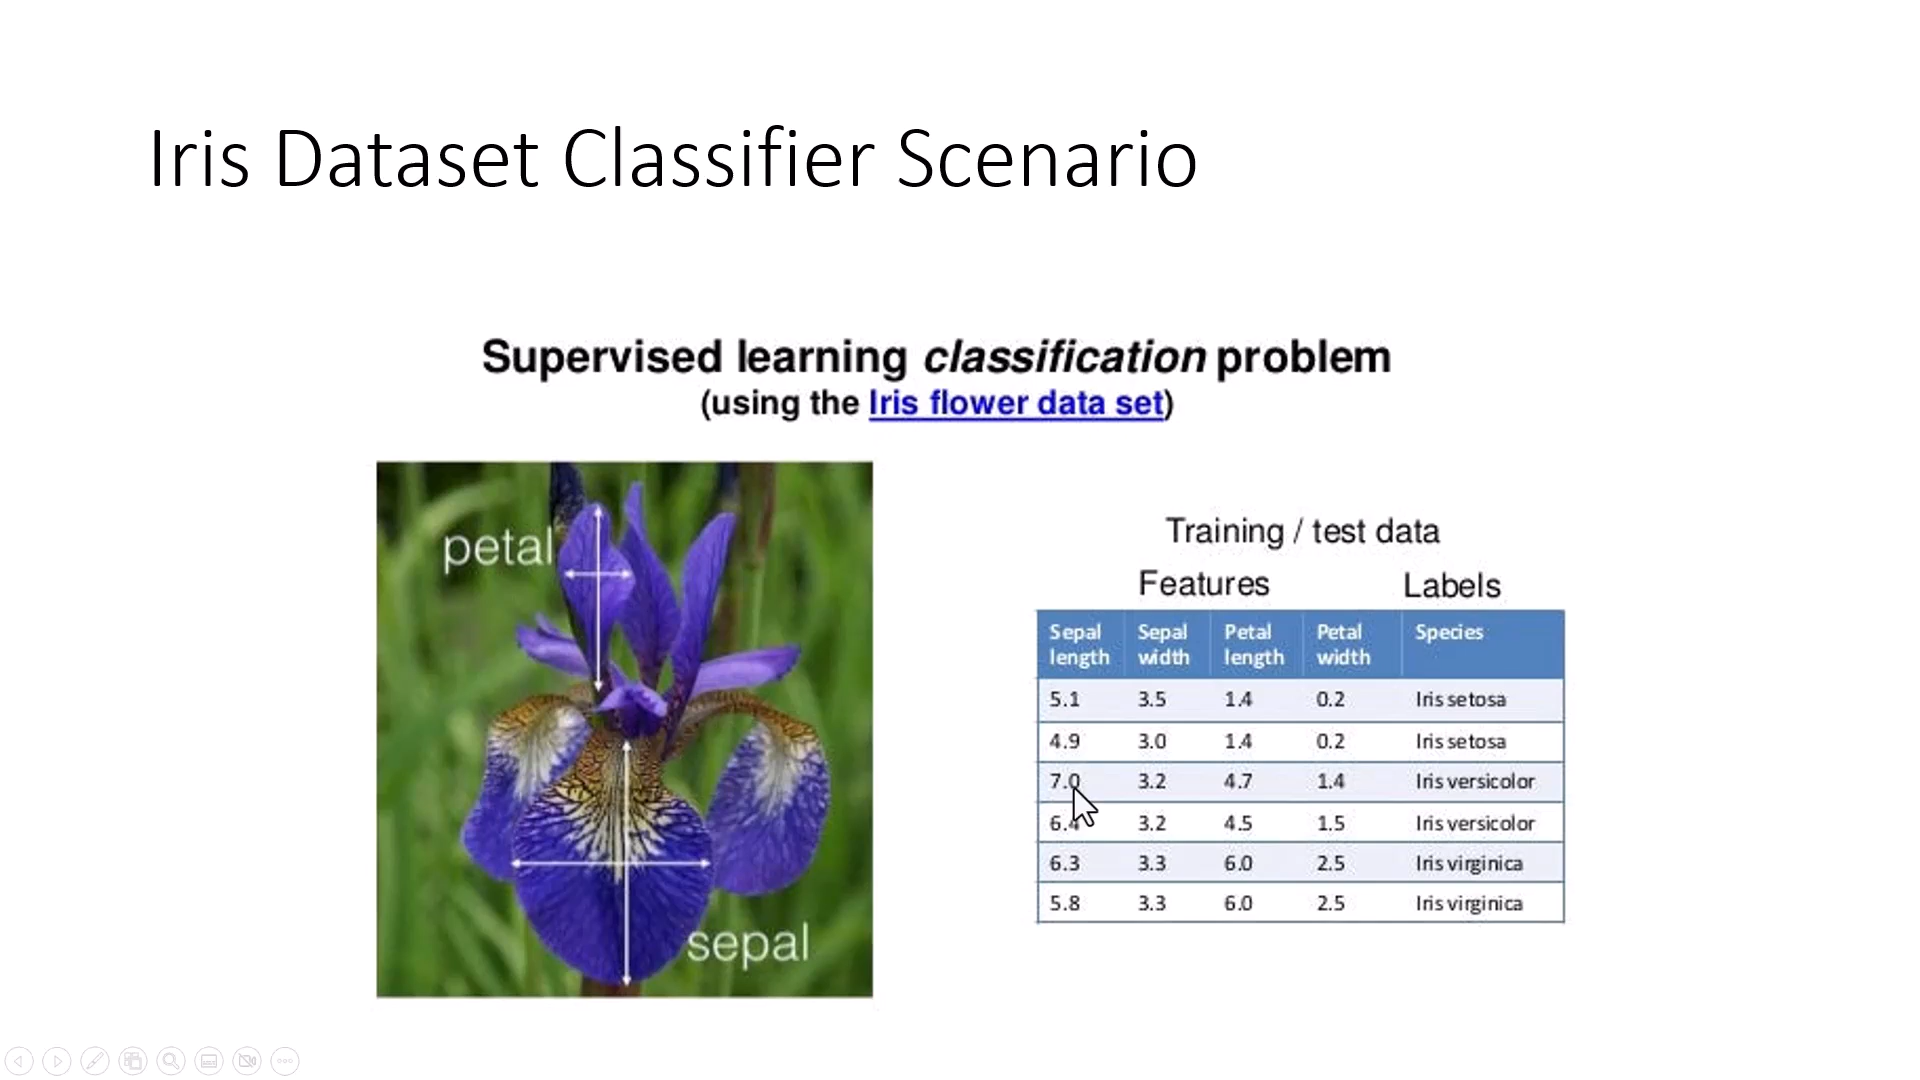 Iris Dataset Classifier Scenario
Supervised learning classification problem
(using the Iris flower data set)
petal
sepal
Training / test data
Features Labels
Sepal length Sepal width Petal length Petal width Species
5.1 3.5 1.4 0.2 Iris setosa
4.9 3.0 1.4 0.2 Iris setosa
7.0 3.2 4.7 1.4 Iris versicolor
6.4 3.2 4.5 1.5 Iris versicolor
6.3 3.3 6.0 2.5 Iris virginica
5.8 3.3 6.0 2.5 Iris virginica